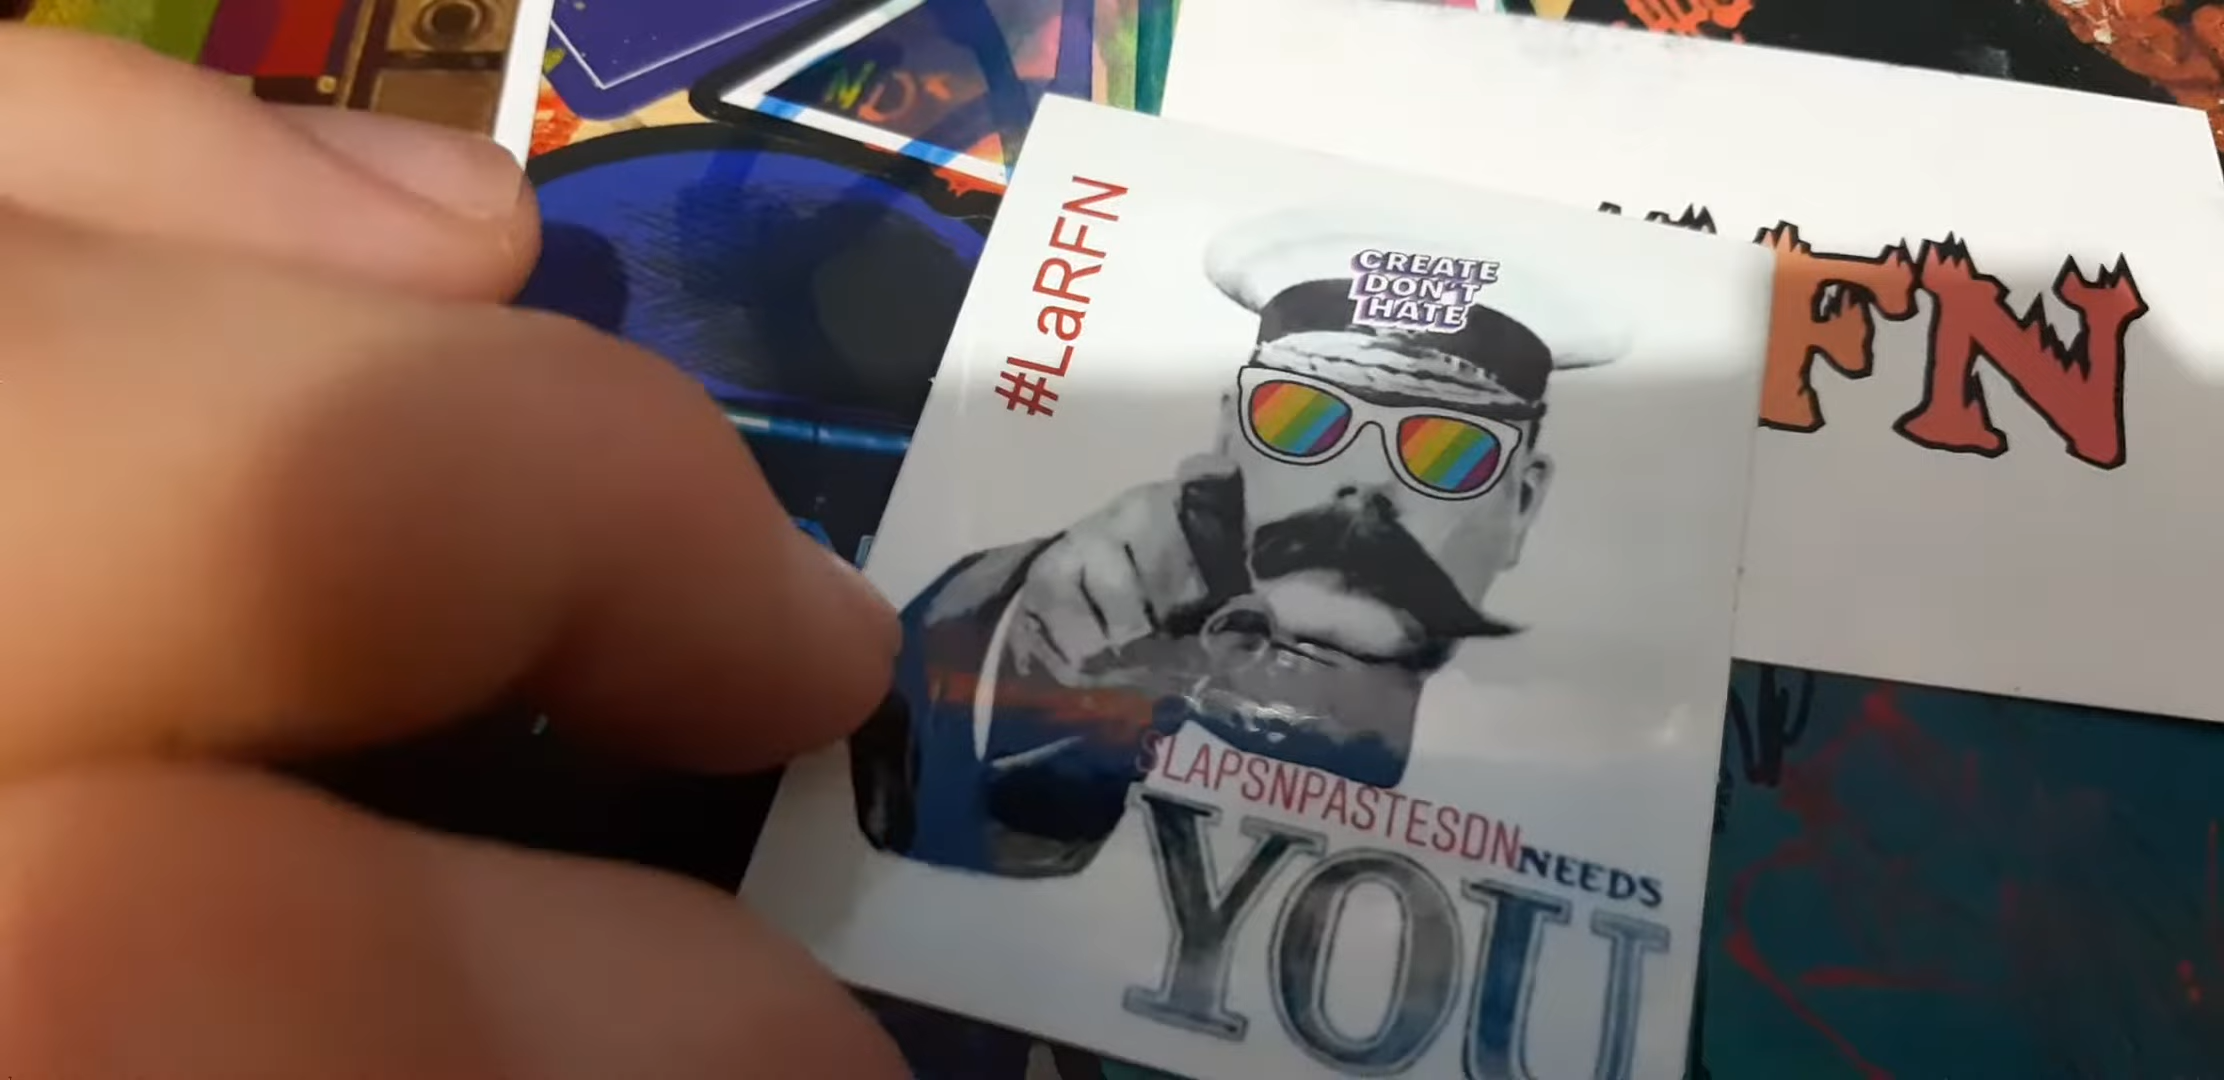 #LaRFN
CREATE
DON'T
HATE
SLAPSNPASTESDN NEEDS
YOU
FN